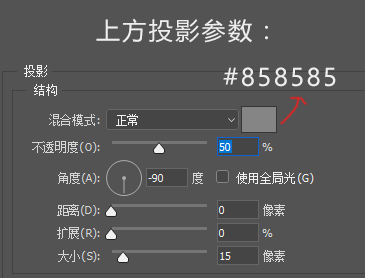 上方投影参数：
#858585
投影
结构
混合模式: 正常
不透明度(O): 50 %
角度(A): -90 度 使用全局光(G)
距离(D): 0 像素
扩展(R): 0 %
大小(S): 15 像素